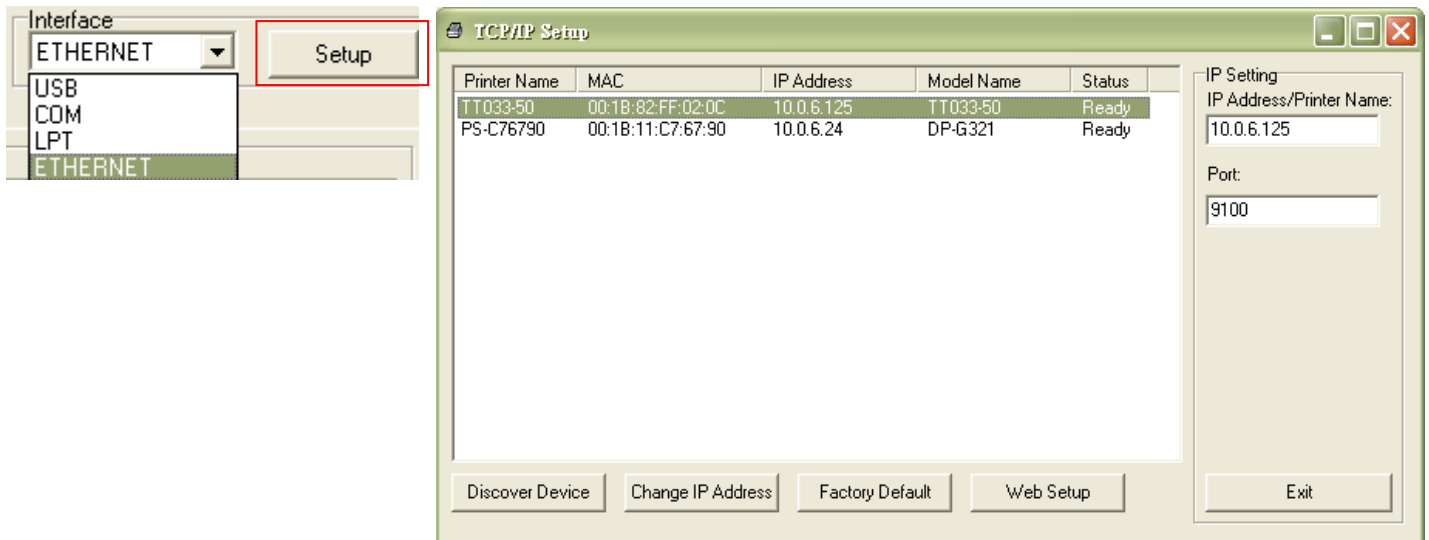 Interface
ETHERNET
Setup
USB
COM
LPT
ETHERNET
TCP/IP Setup
Printer Name MAC IP Address Model Name Status
TT033-50 00:1B:82:FF:02:0C 10.0.6.125 TT033-50 Ready
PS-C76790 00:1B:11:C7:67:90 10.0.6.24 DP-G321 Ready
IP Setting
IP Address/Printer Name:
10.0.6.125
Port:
9100
Discover Device Change IP Address Factory Default Web Setup Exit